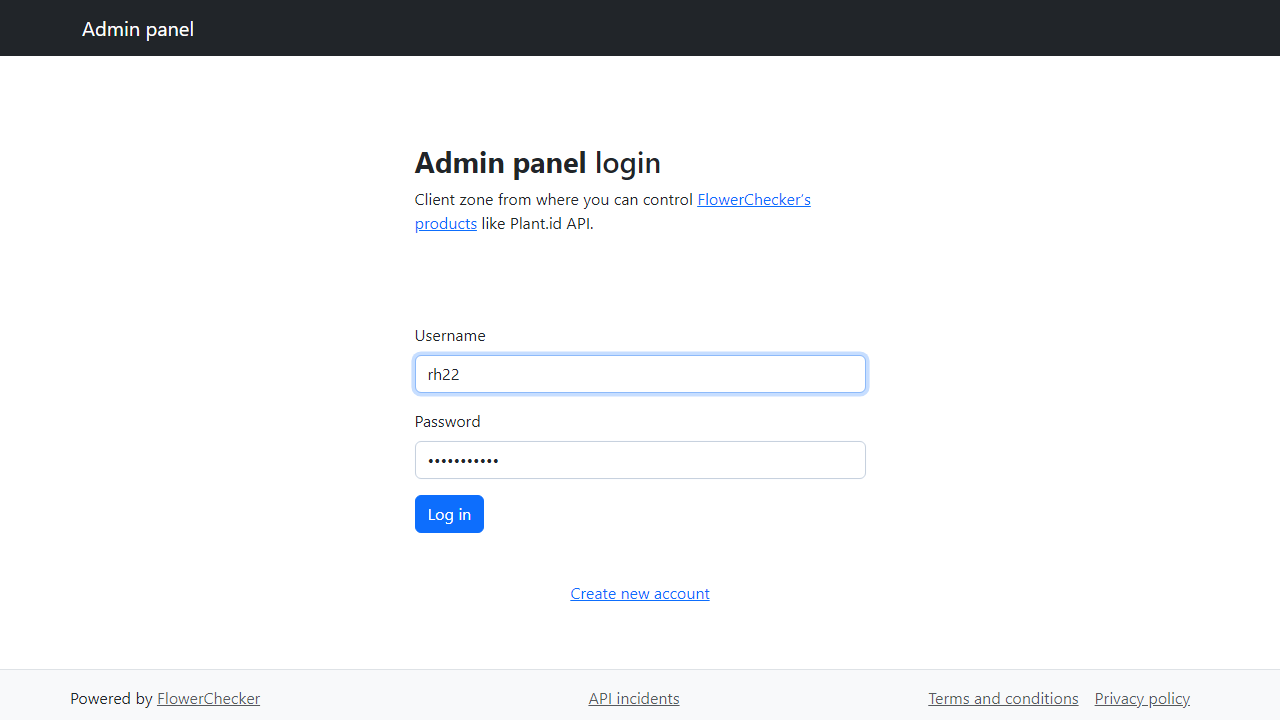 Admin panel
Admin panel login
Client zone from where you can control FlowerChecker's
products like Plant.id API.
Username
rh22
Password
•••••••••••
Log in
Create new account
Powered by FlowerChecker
API incidents
Terms and conditions
Privacy policy